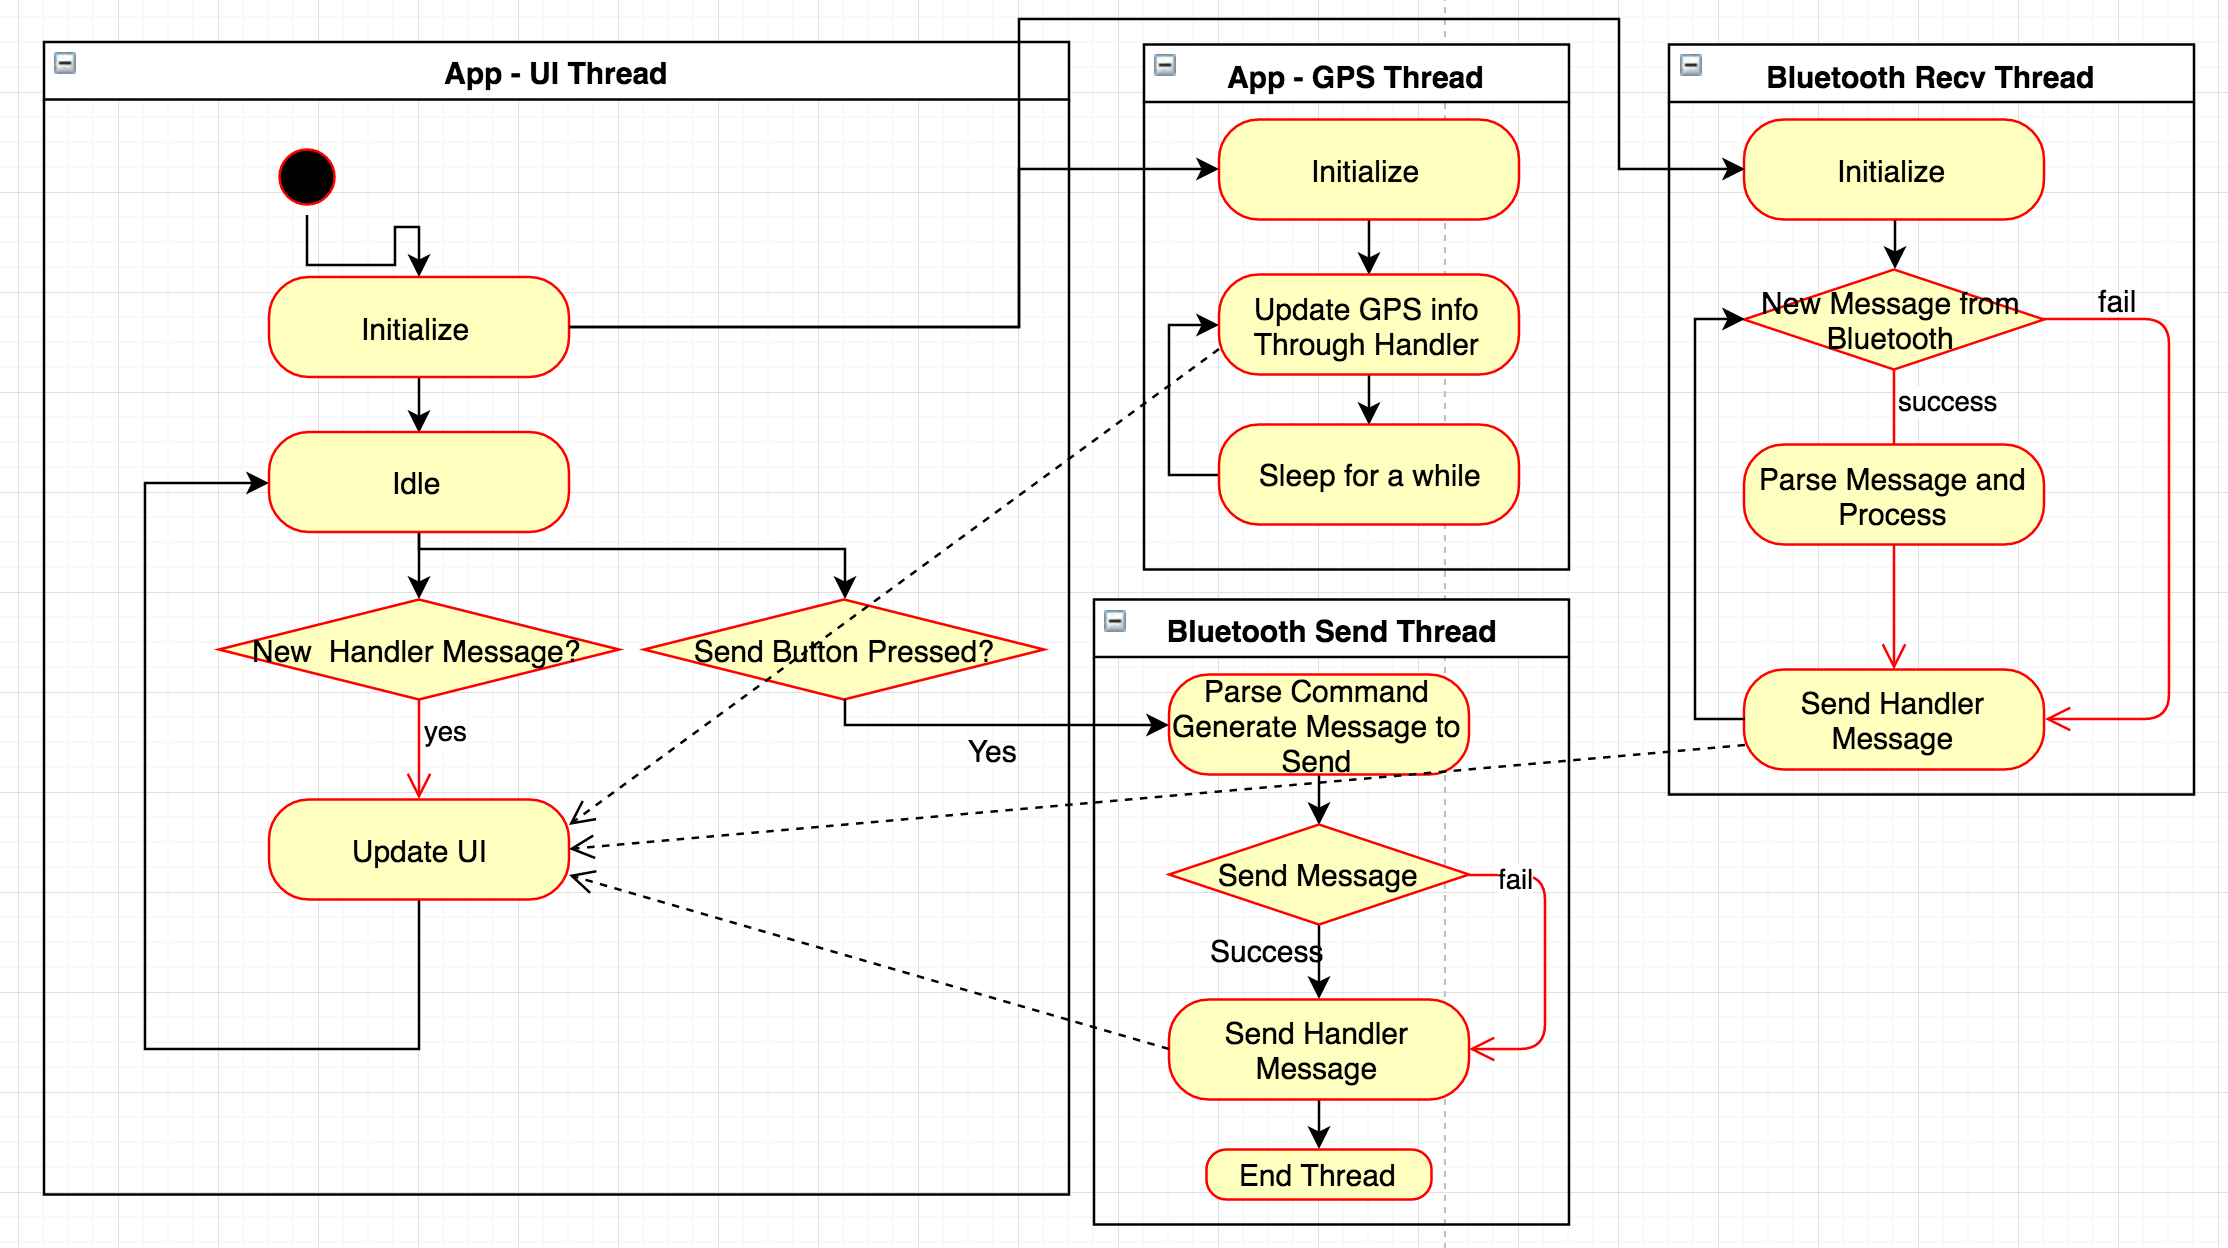 App - UI Thread
Initialize
Idle
New  Handler Message?
Send Button Pressed?
yes
Yes
Update UI
App - GPS Thread
Initialize
Update GPS info
Through Handler
Sleep for a while
Bluetooth Send Thread
Parse Command
Generate Message to
Send
Send Message
fail
Success
Send Handler
Message
End Thread
Bluetooth Recv Thread
Initialize
New Message from
Bluetooth
fail
success
Parse Message and
Process
Send Handler
Message